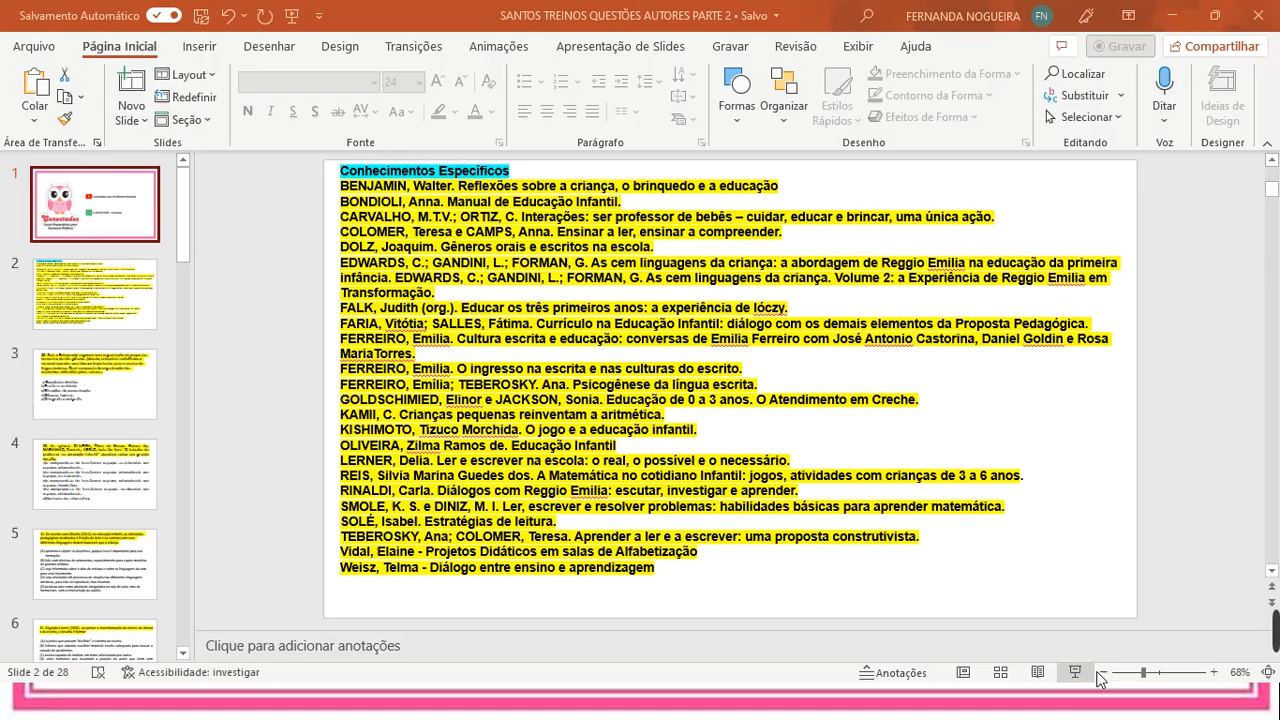 Salvamento Automático
SANTOS TREINOS QUESTÕES AUTORES PARTE 2 • Salvo
FERNANDA NOGUEIRA
FN
Arquivo
Página Inicial
Inserir
Desenhar
Design
Transições
Animações
Apresentação de Slides
Gravar
Revisão
Exibir
Ajuda
Gravar
Compartilhar
Colar
Novo
Slide
Layout
Redefinir
Seção
24
N I S S ab AV Aa A
Formas
Organizar
Estilos
Rápidos
Preenchimento da Forma
Contorno da Forma
Efeitos de Forma
Localizar
Substituir
Selecionar
Ditar
Ideias de
Design
Área de Transfe...
Slides
Fonte
Parágrafo
Desenho
Editando
Voz
Designer
1
2
3
4
5
6
Conhecimentos Específicos
BENJAMIN, Walter. Reflexões sobre a criança, o brinquedo e a educação
BONDIOLI, Anna. Manual de Educação Infantil.
CARVALHO, M.T.V.; ORTIZ, C. Interações: ser professor de bebês – cuidar, educar e brincar, uma única ação.
COLOMER, Teresa e CAMPS, Anna. Ensinar a ler, ensinar a compreender.
DOLZ, Joaquim. Gêneros orais e escritos na escola.
EDWARDS, C.; GANDINI, L.; FORMAN, G. As cem linguagens da criança: a abordagem de Reggio Emilia na educação da primeira
infância. EDWARDS, C.; GANDINI, L.; FORMAN, G. As cem linguagens da criança. Volume 2: a Experiência de Reggio Emilia em
Transformação.
FALK, Judith (org.). Educar os três primeiros anos: a experiência de lóczy.
FARIA, Vitótia; SALLES, Fátima. Currículo na Educação Infantil: diálogo com os demais elementos da Proposta Pedagógica.
FERREIRO, Emilia. Cultura escrita e educação: conversas de Emilia Ferreiro com José Antonio Castorina, Daniel Goldin e Rosa
MariaTorres.
FERREIRO, Emilia. O ingresso na escrita e nas culturas do escrito.
FERREIRO, Emília; TEBEROSKY. Ana. Psicogênese da língua escrita.
GOLDSCHIMIED, Elinor e JACKSON, Sonia. Educação de 0 a 3 anos. O Atendimento em Creche.
KAMII, C. Crianças pequenas reinventam a aritmética.
KISHIMOTO, Tizuco Morchida. O jogo e a educação infantil.
OLIVEIRA, Zilma Ramos de. Educação Infantil
LERNER, Delia. Ler e escrever na escola: o real, o possível e o necessário.
REIS, Silvia Marina Guedes dos. A Matemática no cotidiano Infantil: jogos, atividades com crianças de 3 a 6 anos.
RINALDI, Carla. Diálogos com Reggio Emilia: escutar, investigar e aprender.
SMOLE, K. S. e DINIZ, M. I. Ler, escrever e resolver problemas: habilidades básicas para aprender matemática.
SOLÉ, Isabel. Estratégias de leitura.
TEBEROSKY, Ana; COLOMER, Teresa. Aprender a ler e a escrever: uma proposta construtivista.
Vidal, Elaine - Projetos Didáticos em salas de Alfabetização
Weisz, Telma - Diálogo entre ensino e aprendizagem
Clique para adicionar anotações
Slide 2 de 28
Acessibilidade: investigar
Anotações
68%